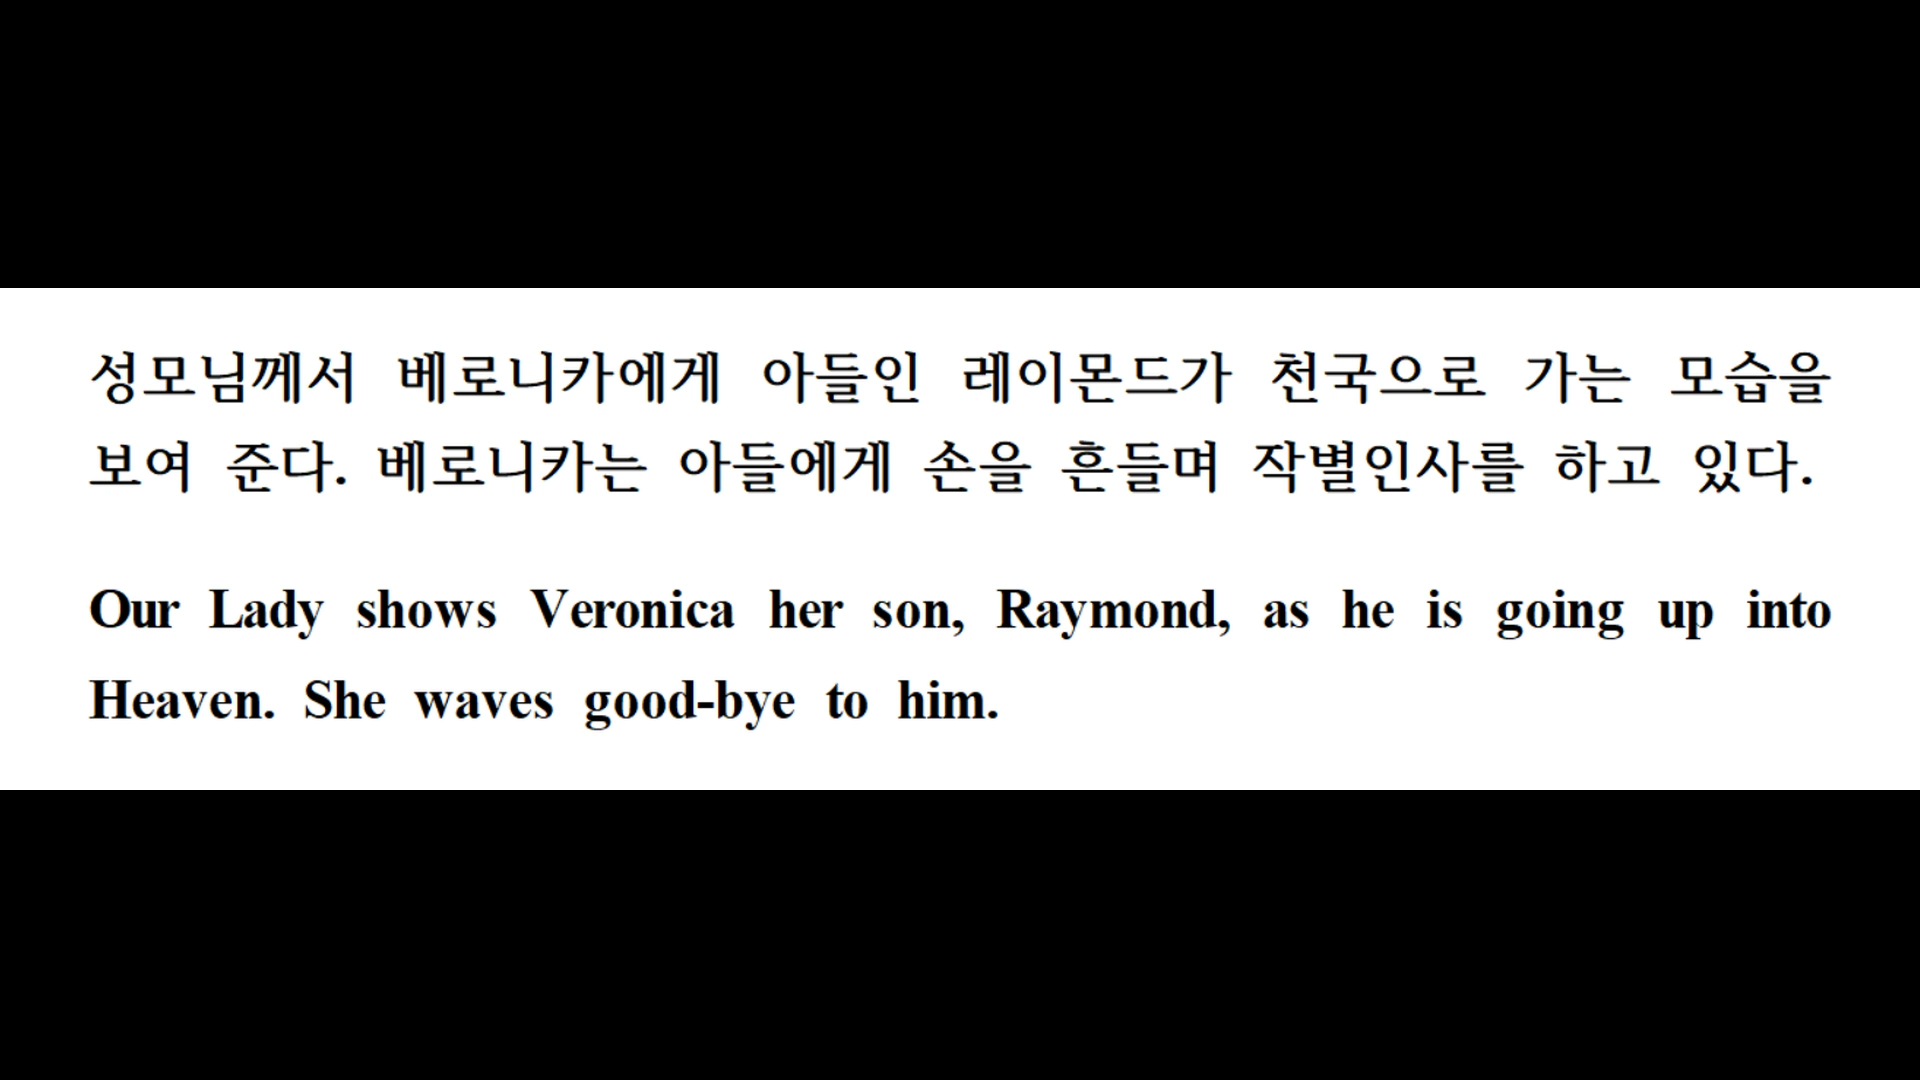 성모님께서 베로니카에게 아들인 레이몬드가 천국으로 가는 모습을
보여 준다. 베로니카는 아들에게 손을 흔들며 작별인사를 하고 있다.
Our Lady shows Veronica her son, Raymond, as he is going up into
Heaven. She waves good-bye to him.